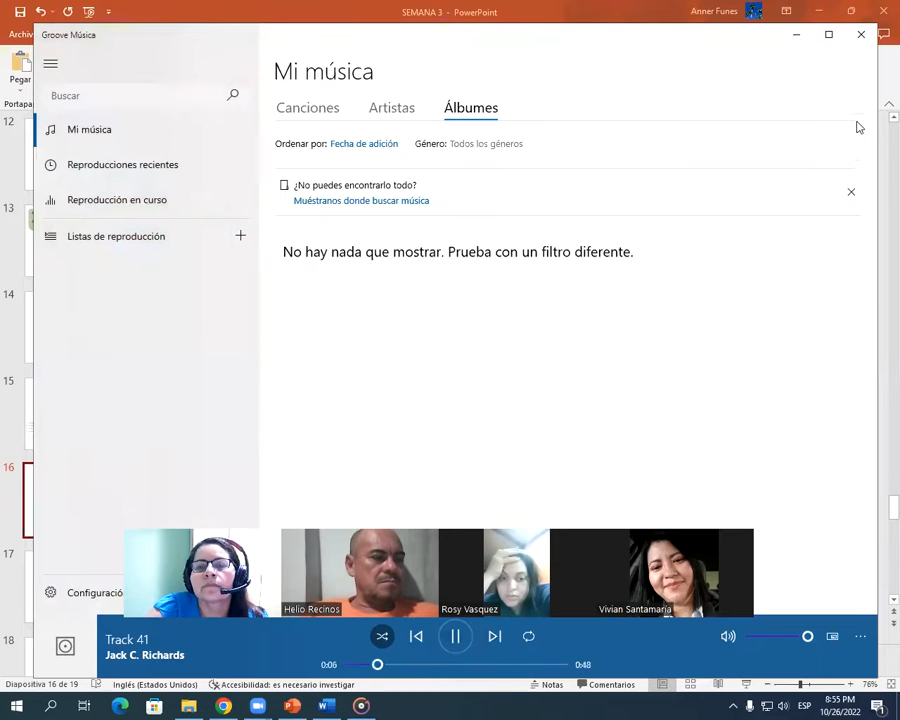 SEMANA 3 - PowerPoint
Anner Funes
Archiv
Groove Música
Pegar
Portapa
Buscar
Mi música
Reproducciones recientes
Reproducción en curso
Listas de reproducción
Configuració
Mi música
Canciones Artistas Álbumes
Ordenar por: Fecha de adición Género: Todos los géneros
¿No puedes encontrarlo todo?
Muéstranos donde buscar música
No hay nada que mostrar. Prueba con un filtro diferente.
12
13
14
15
16
17
18
Helio Recinos
Rosy Vasquez
Vivian Santamaría
Track 41
Jack C. Richards
0:06
0:48
Diapositiva 16 de 19 Inglés (Estados Unidos) Accesibilidad: es necesario investigar Notas Comentarios 76%
ESP
8:55 PM
10/26/2022
1